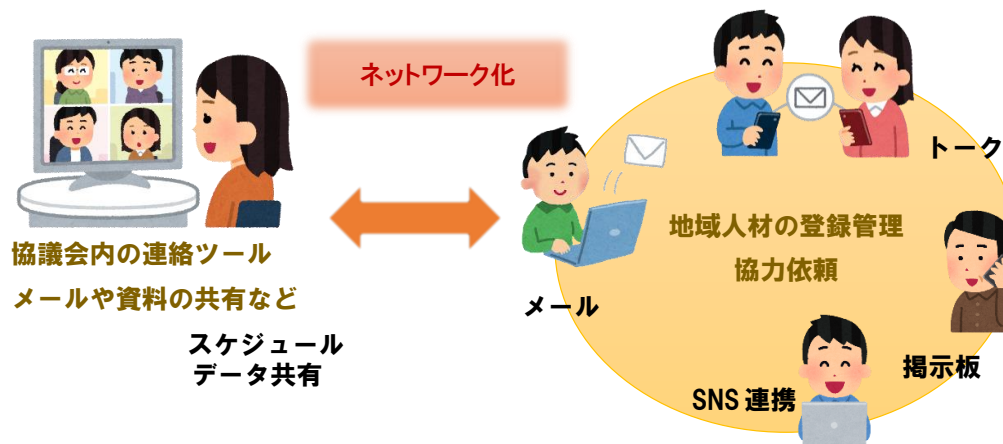 ネットワーク化
協議会内の連絡ツール
メールや資料の共有など
スケジュール
データ共有
トーク
地域人材の登録管理
協力依頼
メール
掲示板
SNS 連携